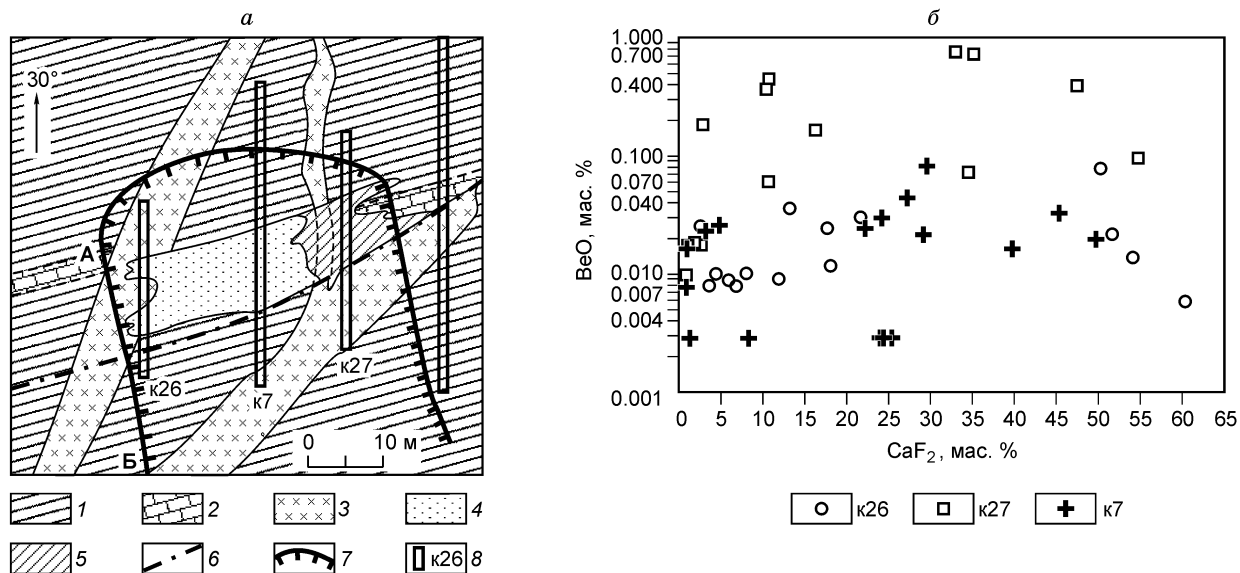 а
30°
А
Б
к26
к7
к27
0 10 м
1 2 3 4
5 6 7 к26 8
б
BeO, мас. %
1.000
0.700
0.400
0.100
0.070
0.040
0.010
0.007
0.004
0.001
0 5 10 15 20 25 30 35 40 45 50 55 60 65
CaF2, мас. %
к26 к27 к7